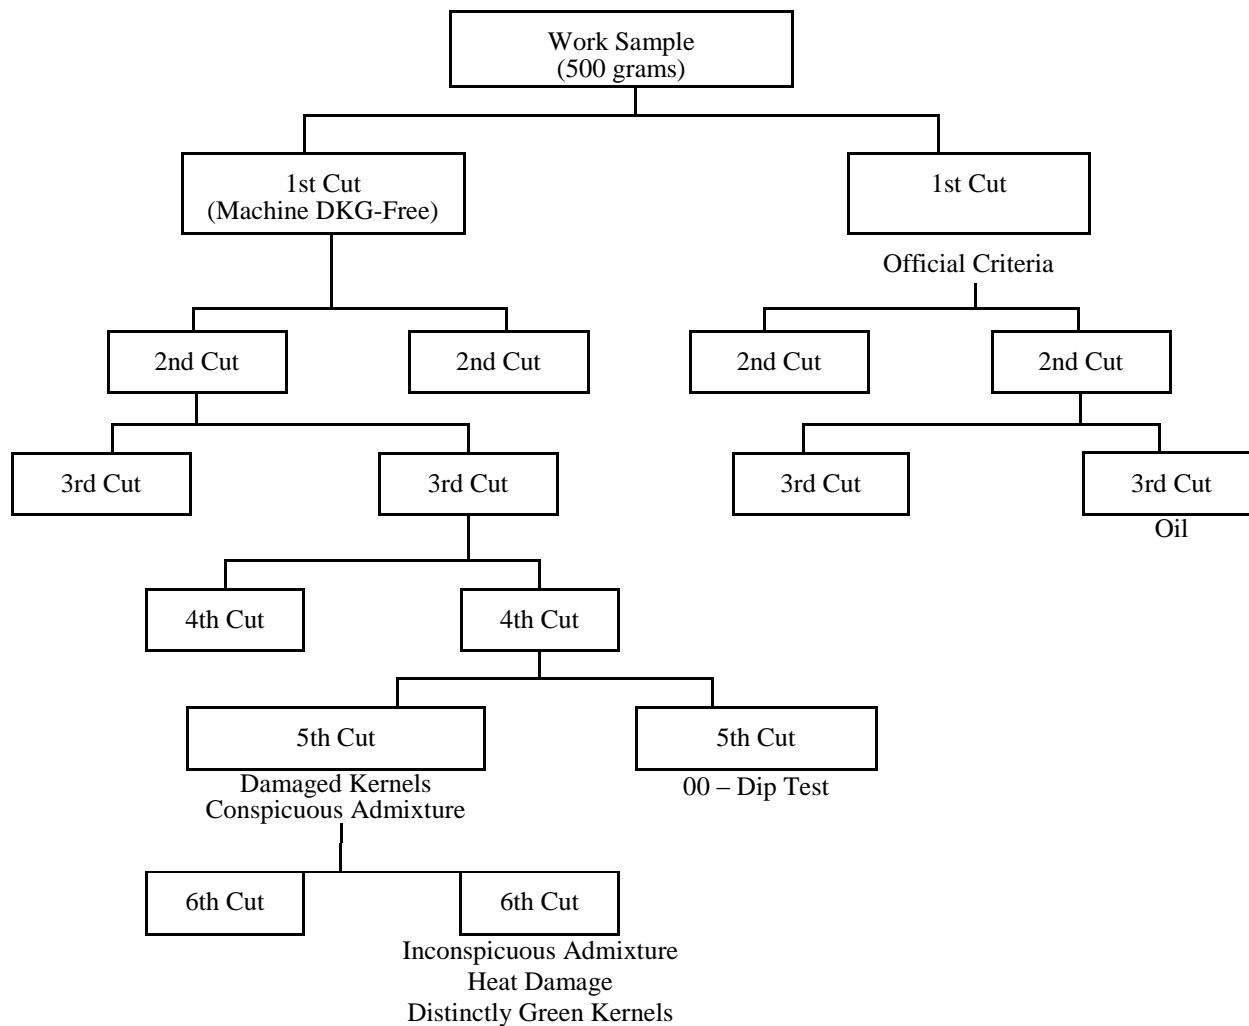 Work Sample
(500 grams)
1st Cut
(Machine DKG-Free)
1st Cut
Official Criteria
2nd Cut
2nd Cut
2nd Cut
2nd Cut
3rd Cut
3rd Cut
3rd Cut
3rd Cut
Oil
4th Cut
4th Cut
5th Cut
5th Cut
Damaged Kernels
Conspicuous Admixture
00 – Dip Test
6th Cut
6th Cut
Inconspicuous Admixture
Heat Damage
Distinctly Green Kernels